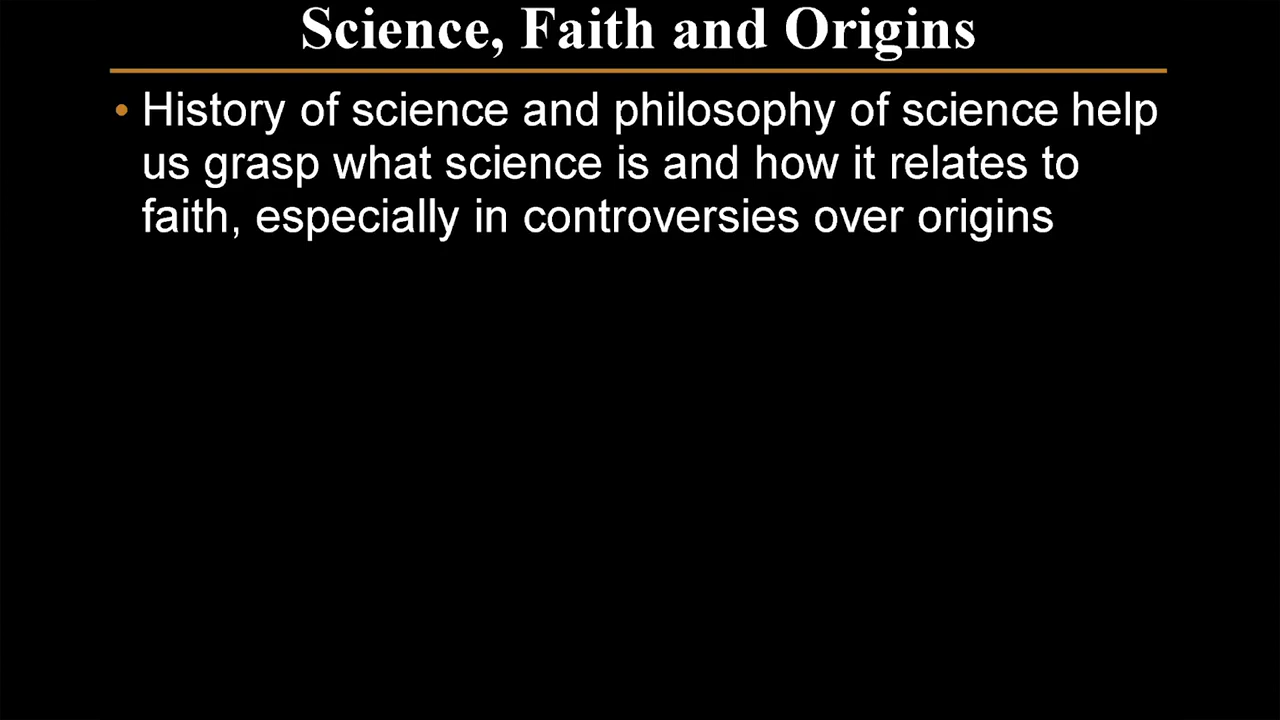 Science, Faith and Origins
• History of science and philosophy of science help
us grasp what science is and how it relates to
faith, especially in controversies over origins